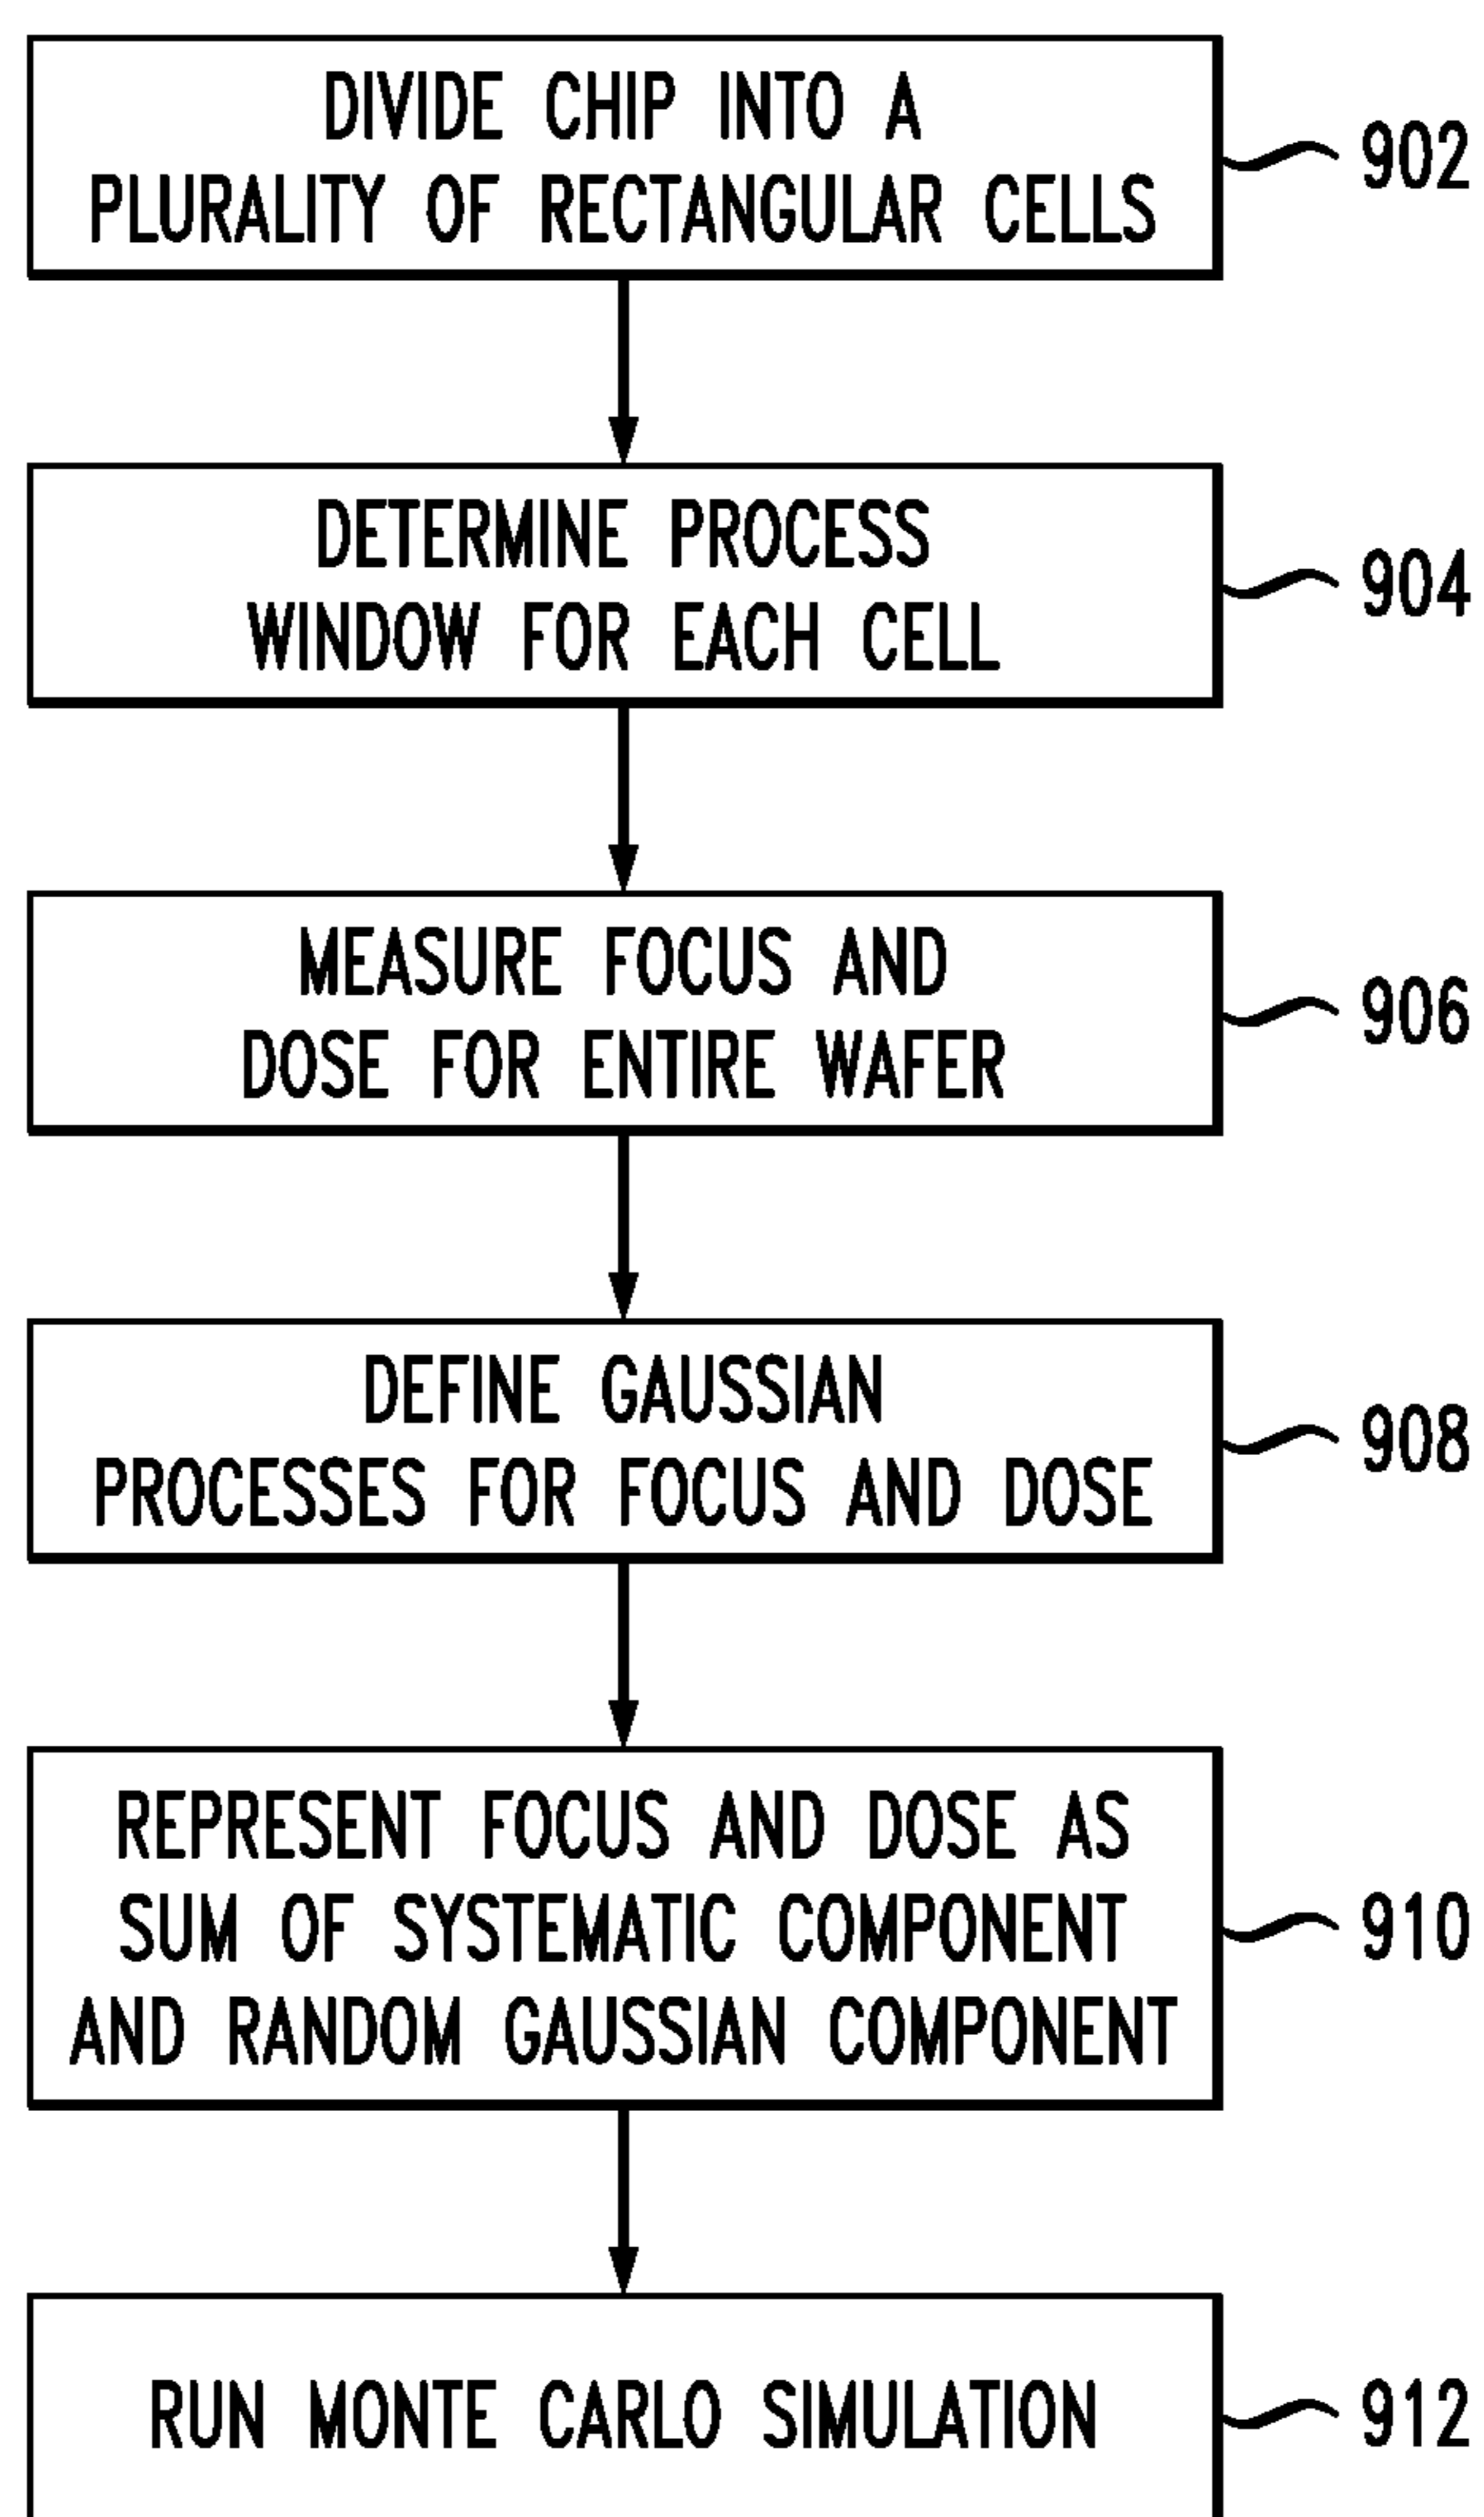 DIVIDE CHIP INTO A
PLURALITY OF RECTANGULAR CELLS
902
DETERMINE PROCESS
WINDOW FOR EACH CELL
904
MEASURE FOCUS AND
DOSE FOR ENTIRE WAFER
906
DEFINE GAUSSIAN
PROCESSES FOR FOCUS AND DOSE
908
REPRESENT FOCUS AND DOSE AS
SUM OF SYSTEMATIC COMPONENT
AND RANDOM GAUSSIAN COMPONENT
910
RUN MONTE CARLO SIMULATION
912